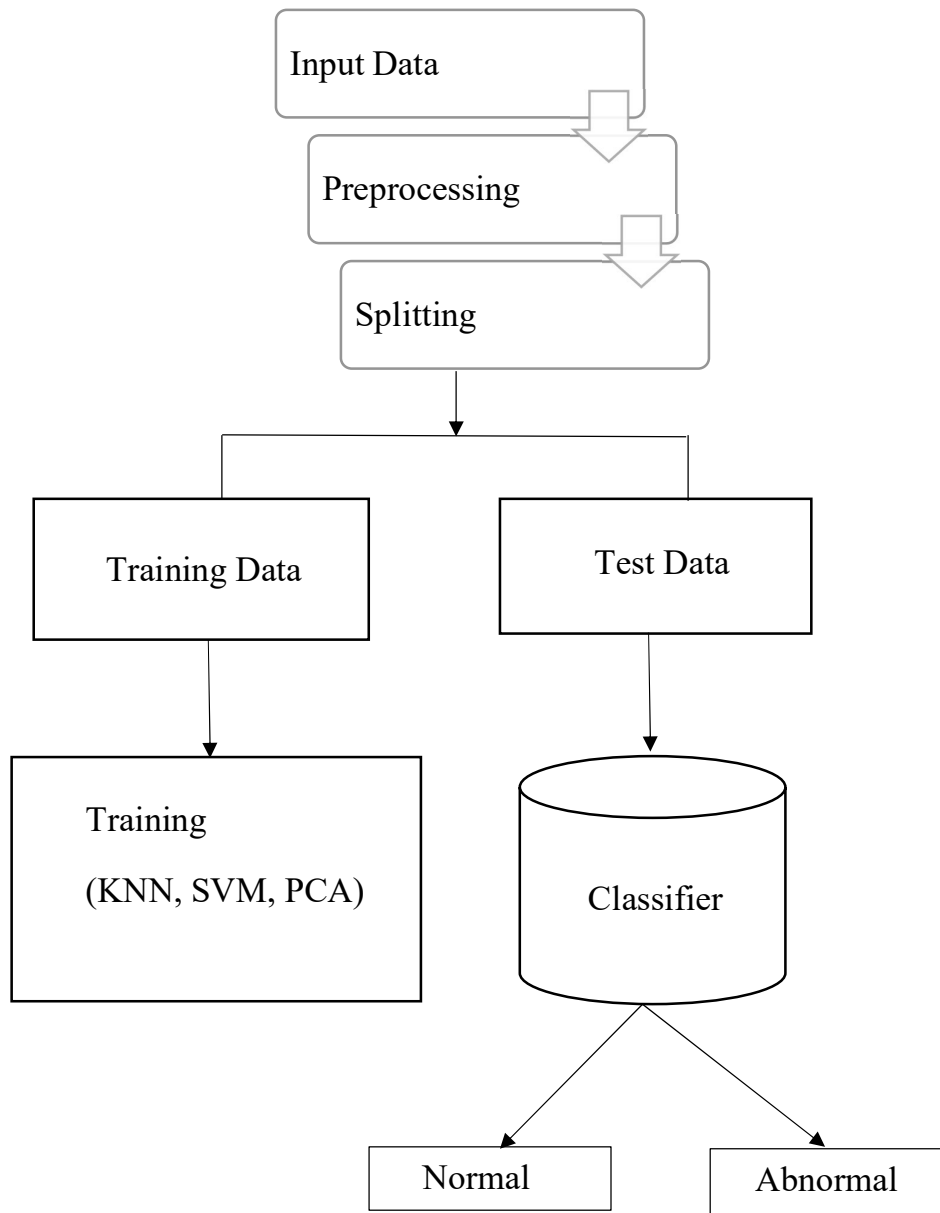 Input Data
Preprocessing
Splitting
Training Data
Test Data
Training
(KNN, SVM, PCA)
Classifier
Normal
Abnormal